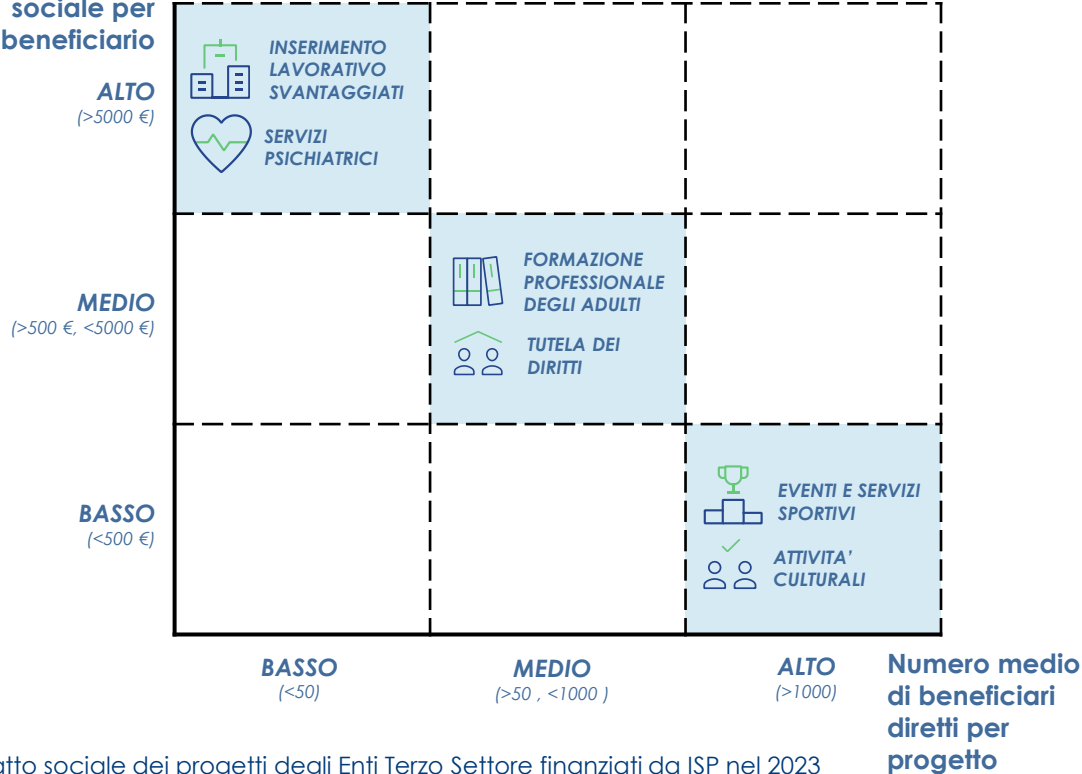 sociale per
beneficiario
ALTO
(>5000 €)
INSERIMENTO
LAVORATIVO
SVANTAGGIATI
SERVIZI
PSICHIATRICI
MEDIO
(>500 €, <5000 €)
FORMAZIONE
PROFESSIONALE
DEGLI ADULTI
TUTELA DEI
DIRITTI
BASSO
(<500 €)
EVENTI E SERVIZI
SPORTIVI
ATTIVITA'
CULTURALI
BASSO
(<50)
MEDIO
(>50 , <1000 )
ALTO
(>1000)
Numero medio
di beneficiari
diretti per
progetto
sociale dei progetti degli Enti Terzo Settore finanziati da ISP nel 2023